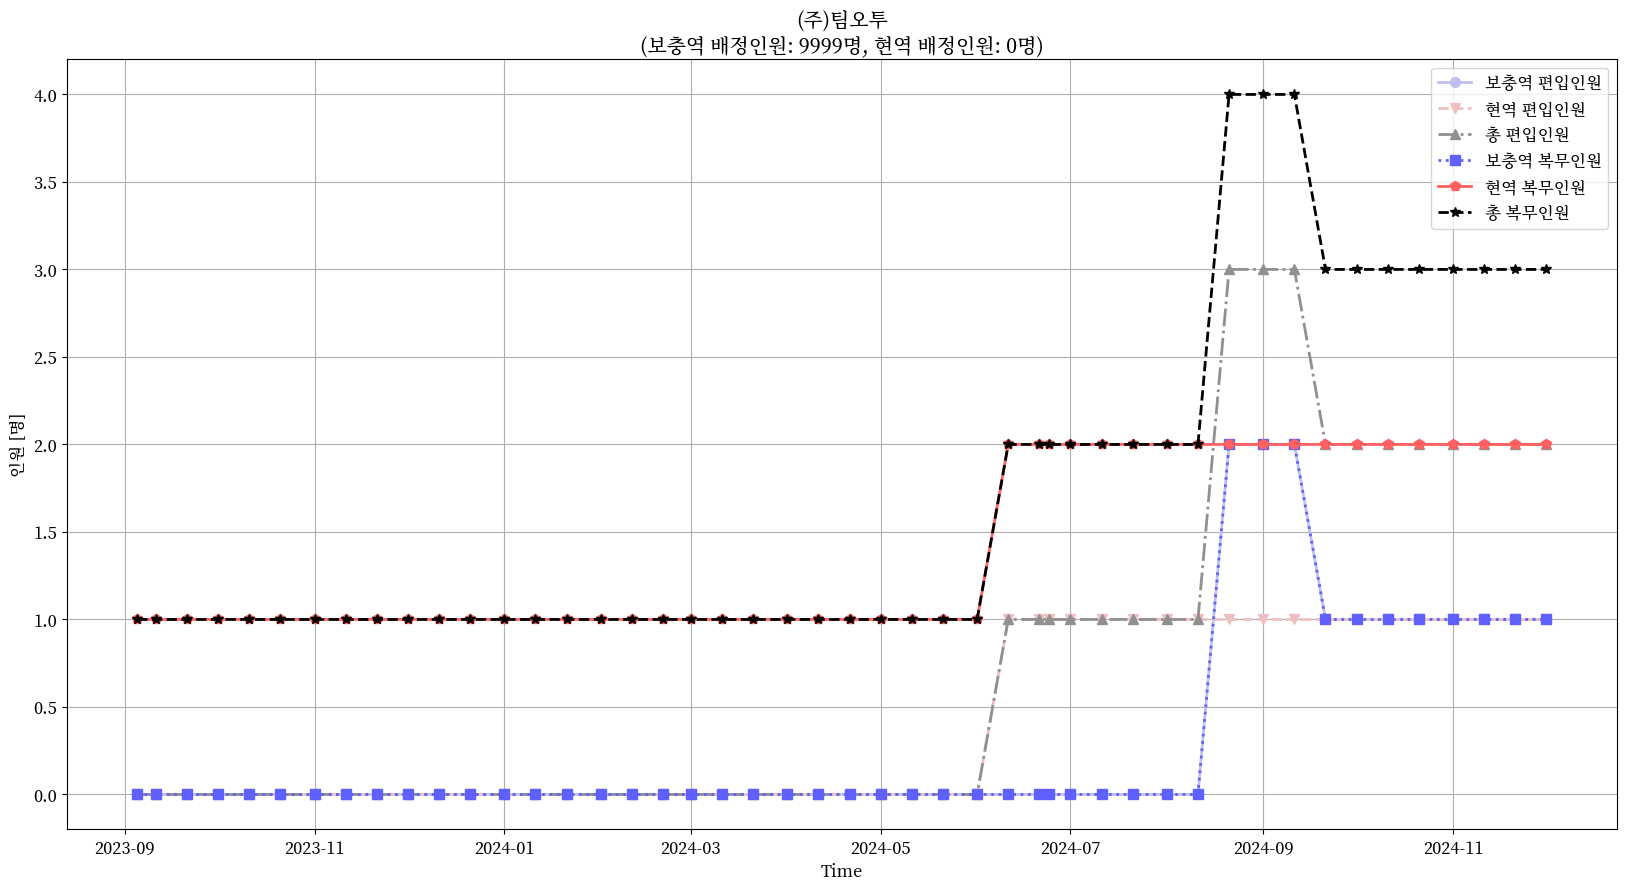 (주)팀오투
(보충역 배정인원: 9999명, 현역 배정인원: 0명)
보충역 편입인원
현역 편입인원
총 편입인원
보충역 복무인원
현역 복무인원
총 복무인원
4.0
3.5
3.0
2.5
2.0
1.5
1.0
0.5
0.0
인원 [명]
2023-09 2023-11 2024-01 2024-03 2024-05 2024-07 2024-09 2024-11
Time